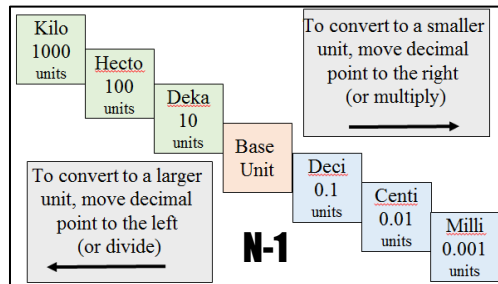 Kilo
1000
units
Hecto
100
units
Deka
10
units
Base
Unit
Deci
0.1
units
Centi
0.01
units
Milli
0.001
units
To convert to a smaller
unit, move decimal
point to the right
(or multiply)
To convert to a larger
unit, move decimal
point to the left
(or divide)
N-1